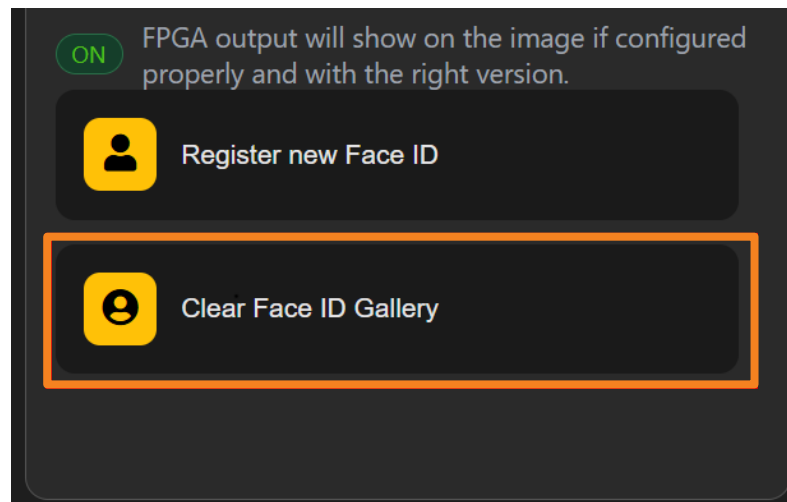 ON
FPGA output will show on the image if configured
properly and with the right version.
Register new Face ID
Clear Face ID Gallery